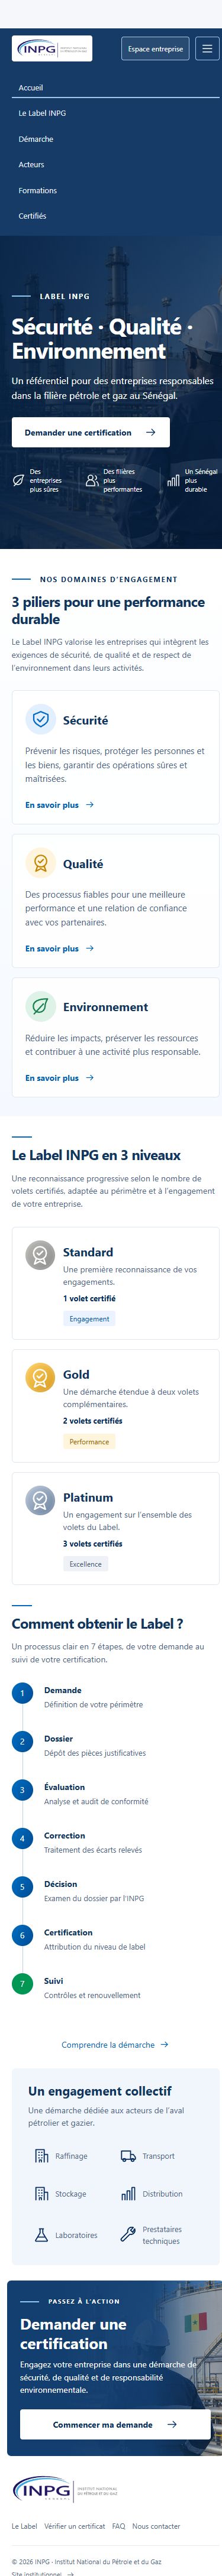 INPG
INSTITUT NATIONAL
DU PÉTROLE ET DU GAZ
Espace entreprise
Accueil
Le Label INPG
Démarche
Acteurs
Formations
Certifiés
LABEL INPG
Sécurité · Qualité ·
Environnement
Un référentiel pour des entreprises responsables
dans la filière pétrole et gaz au Sénégal.
Demander une certification
Des
entreprises
plus sûres
Des filières
plus
performantes
Un Sénégal
plus
durable
NOS DOMAINES D'ENGAGEMENT
3 piliers pour une performance
durable
Le Label INPG valorise les entreprises qui intègrent les
exigences de sécurité, de qualité et de respect de
l'environnement dans leurs activités.
Sécurité
Prévenir les risques, protéger les personnes et
les biens, garantir des opérations sûres et
maîtrisées.
En savoir plus
Qualité
Des processus fiables pour une meilleure
performance et une relation de confiance
avec vos partenaires.
En savoir plus
Environnement
Réduire les impacts, préserver les ressources
et contribuer à une activité plus responsable.
En savoir plus
Le Label INPG en 3 niveaux
Une reconnaissance progressive selon le nombre de
volets certifiés, adaptée au périmètre et à l'engagement
de votre entreprise.
Standard
Une première reconnaissance de vos
engagements.
1 volet certifié
Engagement
Gold
Une démarche étendue à deux volets
complémentaires.
2 volets certifiés
Performance
Platinum
Un engagement sur l'ensemble des
volets du Label.
3 volets certifiés
Excellence
Comment obtenir le Label ?
Un processus clair en 7 étapes, de votre demande au
suivi de votre certification.
1
Demande
Définition de votre périmètre
2
Dossier
Dépôt des pièces justificatives
3
Évaluation
Analyse et audit de conformité
4
Correction
Traitement des écarts relevés
5
Décision
Examen du dossier par l'INPG
6
Certification
Attribution du niveau de label
7
Suivi
Contrôles et renouvellement
Comprendre la démarche
Un engagement collectif
Une démarche dédiée aux acteurs de l'aval
pétrolier et gazier.
Raffinage
Transport
Stockage
Distribution
Laboratoires
Prestataires
techniques
PASSEZ À L'ACTION
Demander une
certification
Engagez votre entreprise dans une démarche de
sécurité, de qualité et de responsabilité
environnementale.
Commencer ma demande
INPG
INSTITUT NATIONAL
DU PÉTROLE ET DU GAZ
Le Label
Vérifier un certificat
FAQ
Nous contacter
© 2026 INPG · Institut National du Pétrole et du Gaz
Site institutionnel